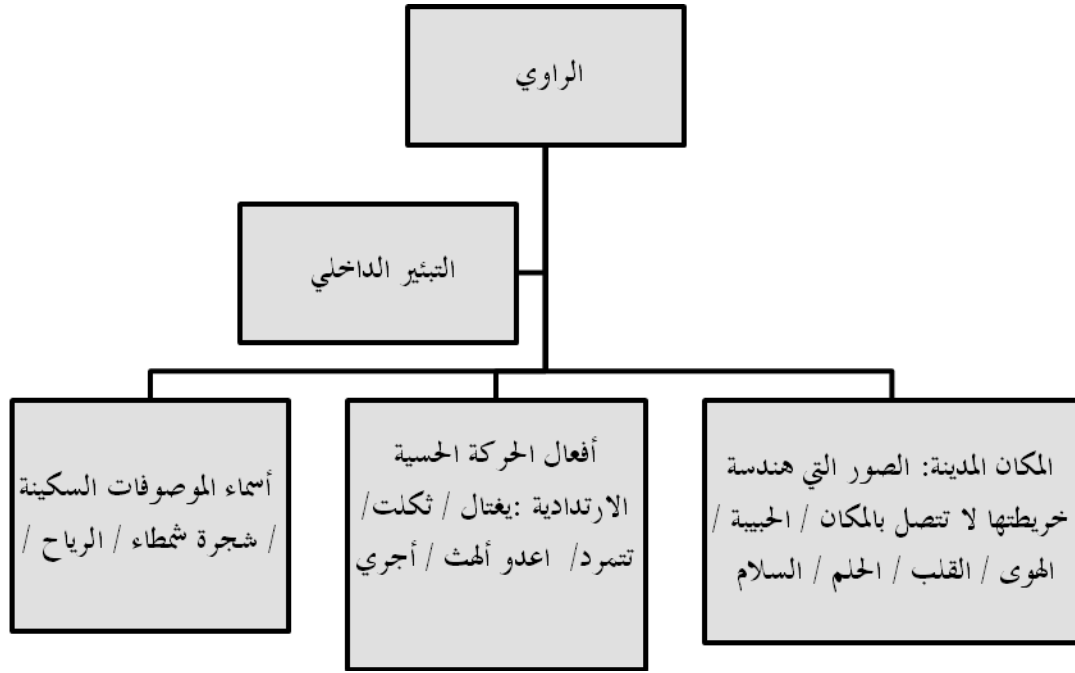 الراوي
التبئير الداخلي
المكان المدينة: الصور التي هندسة
خريطتها لا تتصل بالمكان / الحبيبة /
الهوى / القلب / الحلم / السلام
أفعال الحركة الحسية
الارتدادية :يغتال / ثكلت/
تتمرد/ اعدو ألهث / أجري
أسماء الموصوفات السكينة
/ شجرة شمطاء / الرياح /